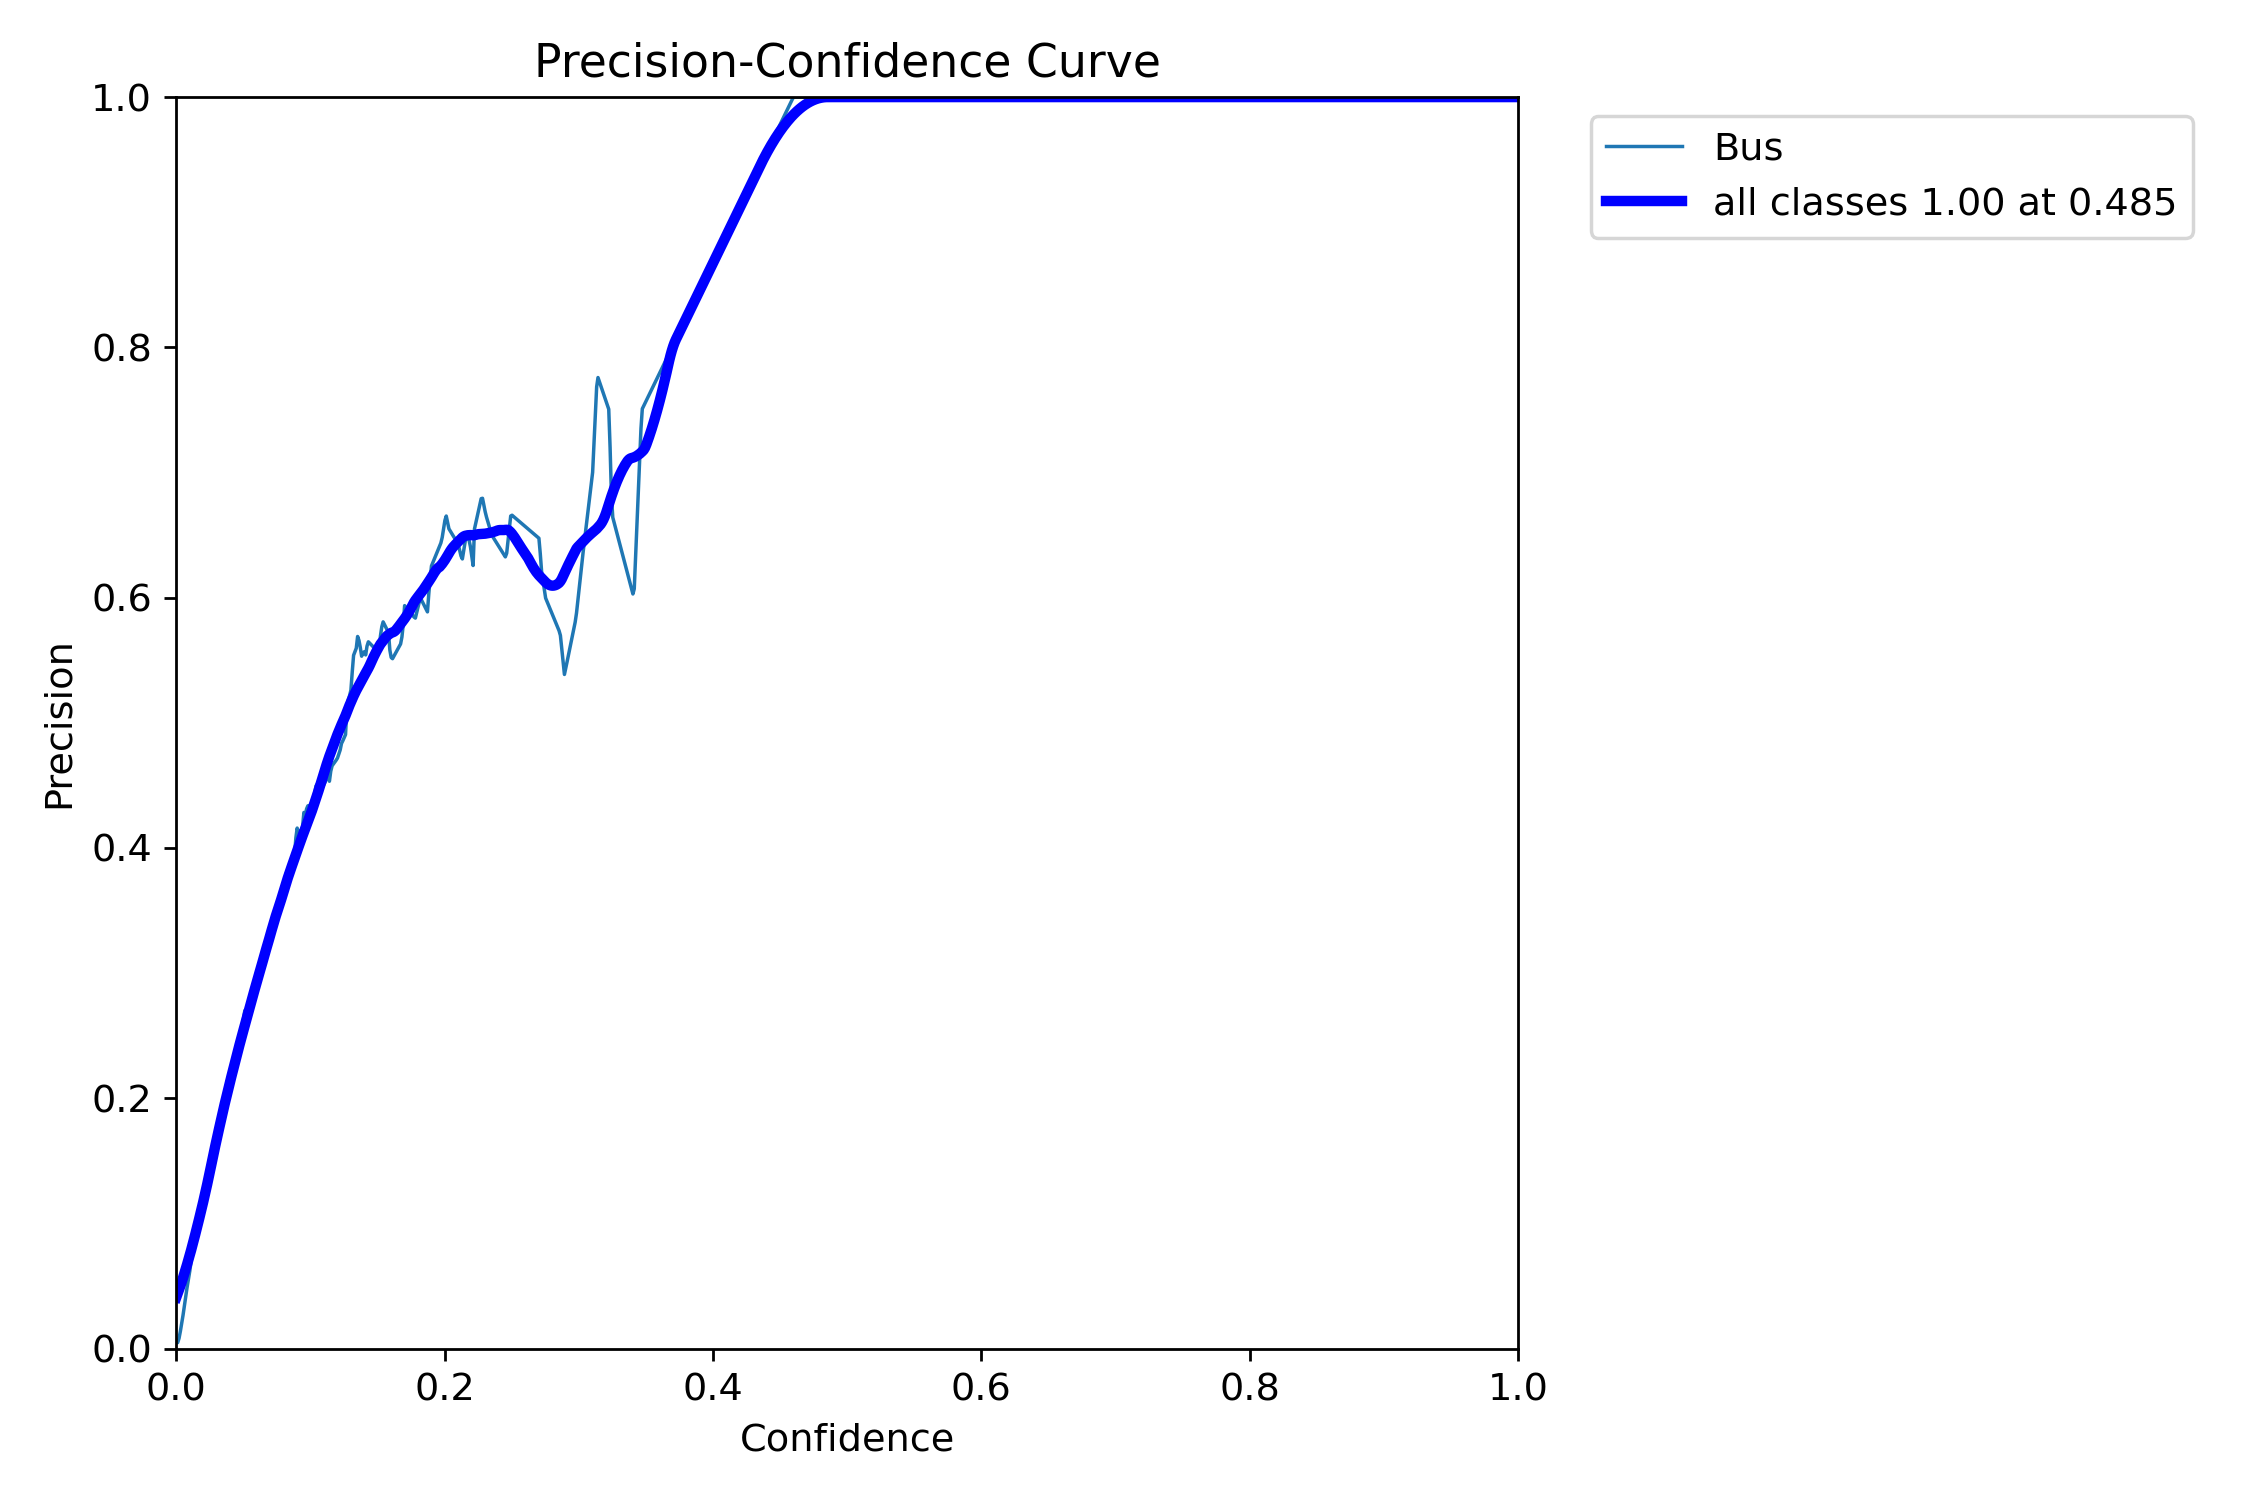 Precision-Confidence Curve
1.0
0.8
0.6
0.4
0.2
0.0
Precision
0.0 0.2 0.4 0.6 0.8 1.0
Confidence
Bus
all classes 1.00 at 0.485